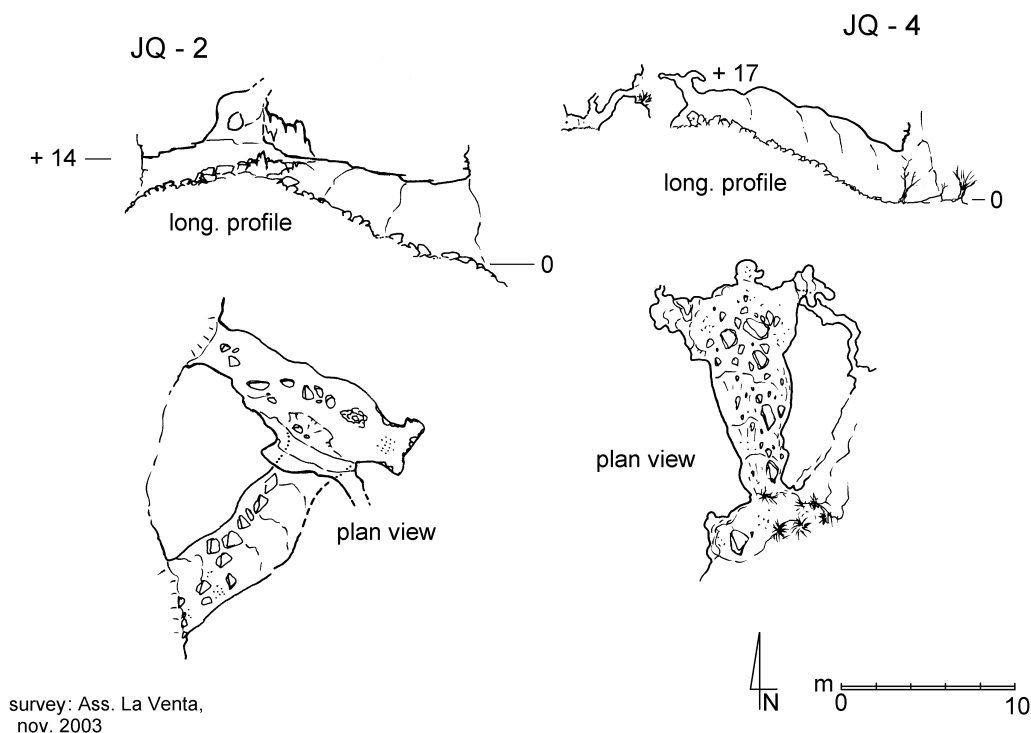 JQ - 2
+ 14
long. profile
0
plan view
JQ - 4
+ 17
long. profile
0
plan view
N
m
0
10
survey: Ass. La Venta,
nov. 2003